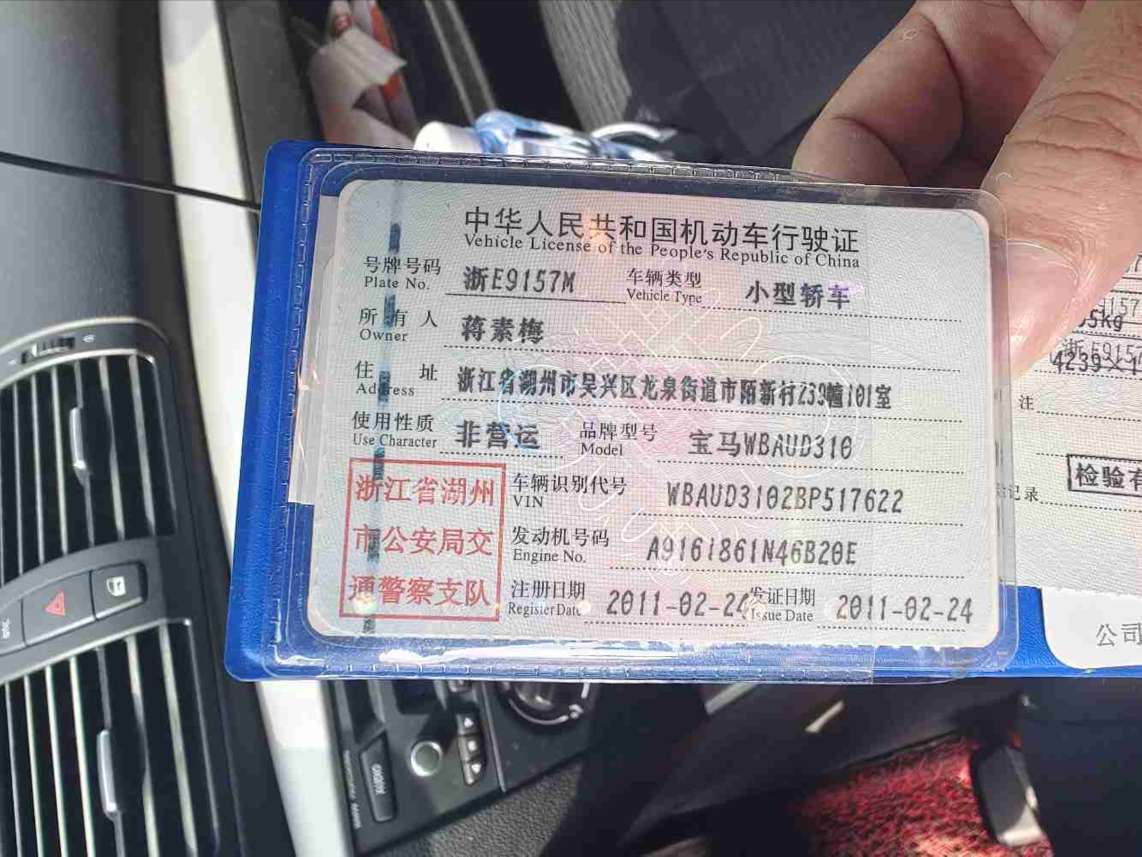 中华人民共和国机动车行驶证
Vehicle License of the People's Republic of China
号牌号码 浙E9157M 车辆类型 小型轿车
Plate No. Vehicle Type
所有人 蒋素梅
Owner
住址 浙江省湖州市吴兴区龙泉街道市陌新村239幢101室
Address
使用性质 非营运 品牌型号 宝马WBAUD310
Use Character Model
浙江省湖州
市公安局交
通警察支队
车辆识别代号 WBAUD3102BP517622
VIN
发动机号码 A9161861N46B20E
Engine No.
注册日期 2011-02-24 发证日期 2011-02-24
Register Date Issue Date
4239×1
注
记录
检验有
公司